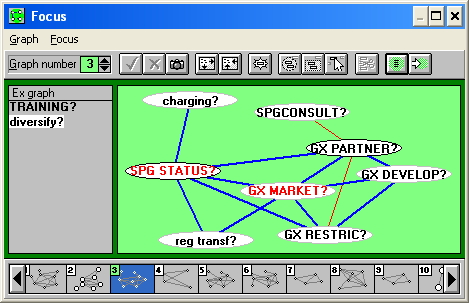 Focus
Graph Focus
Graph number 3
Ex graph
TRAINING?
diversify?
charging?
SPGCONSULT?
GX PARTNER?
SPG STATUS?
GX DEVELOP?
GX MARKET?
reg transf?
GX RESTRIC?
1 2 3 4 5 6 7 8 9 10